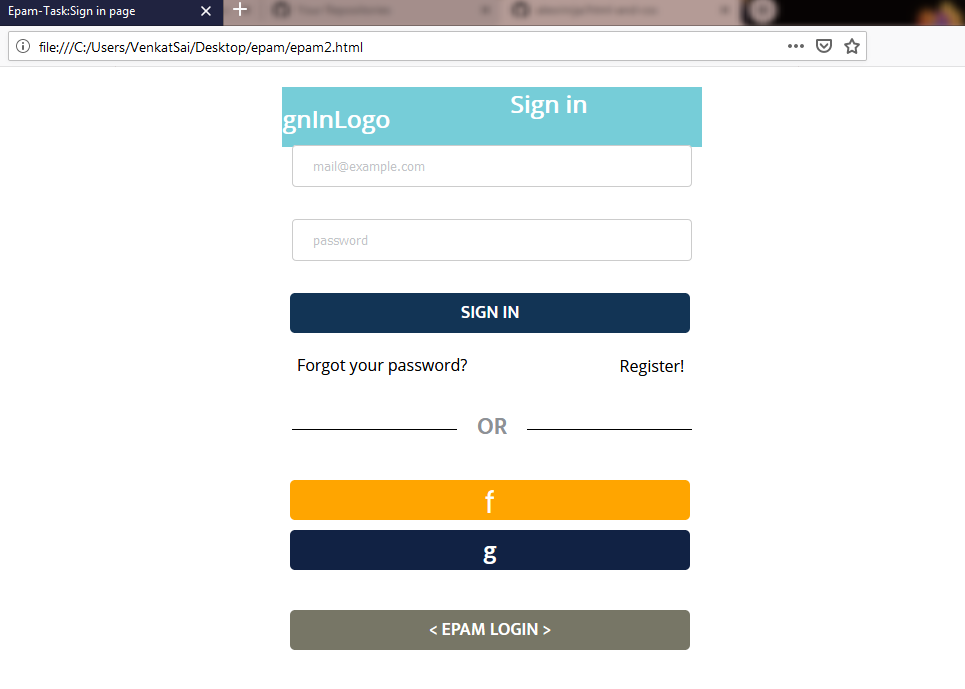 Epam-Task:Sign in page
file:///C:/Users/VenkatSai/Desktop/epam/epam2.html
Sign in
gnInLogo
mail@example.com
password
SIGN IN
Forgot your password? Register!
OR
f
g
< EPAM LOGIN >